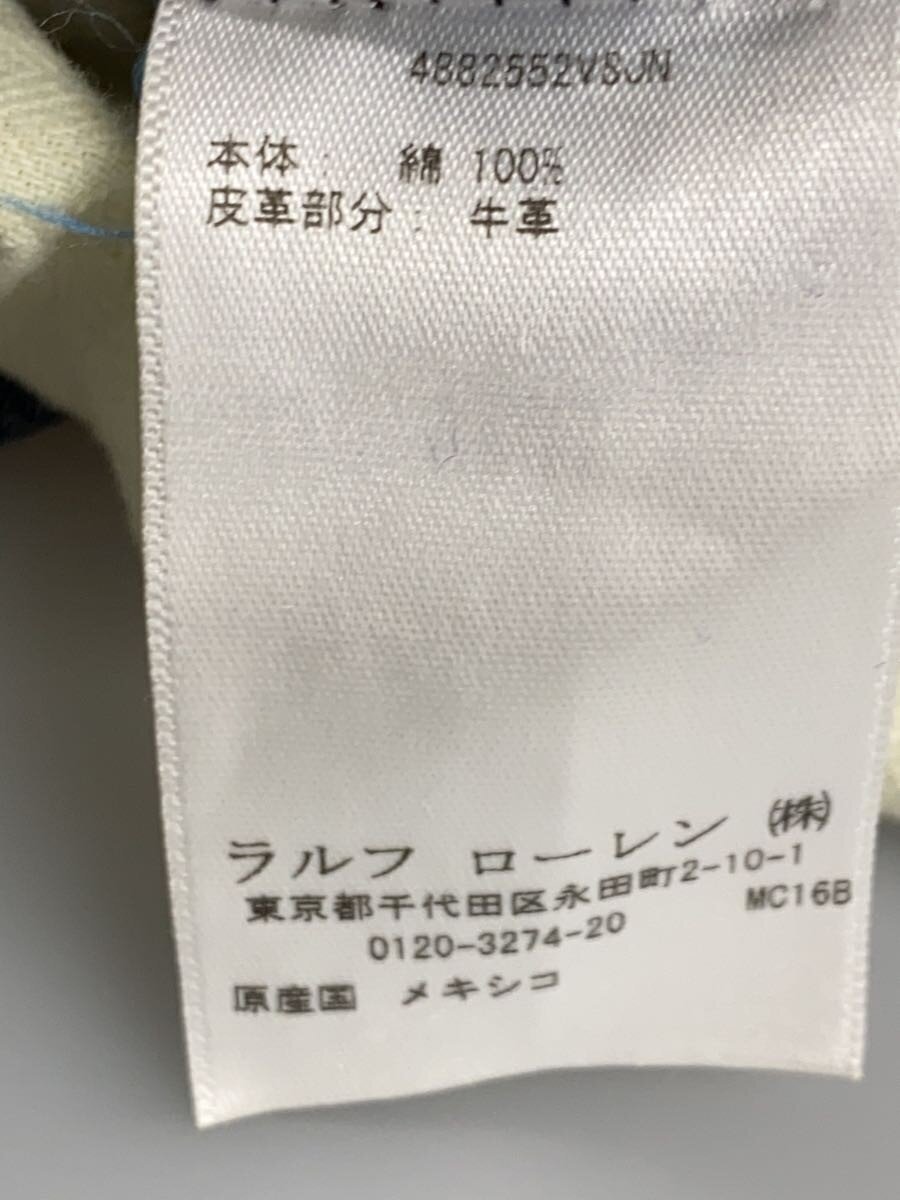 4882552VSJN
本体： 綿 100%
皮革部分： 牛革
ラルフ ローレン ㈱
東京都千代田区永田町2-10-1
0120-3274-20 MC16B
原産国 メキシコ